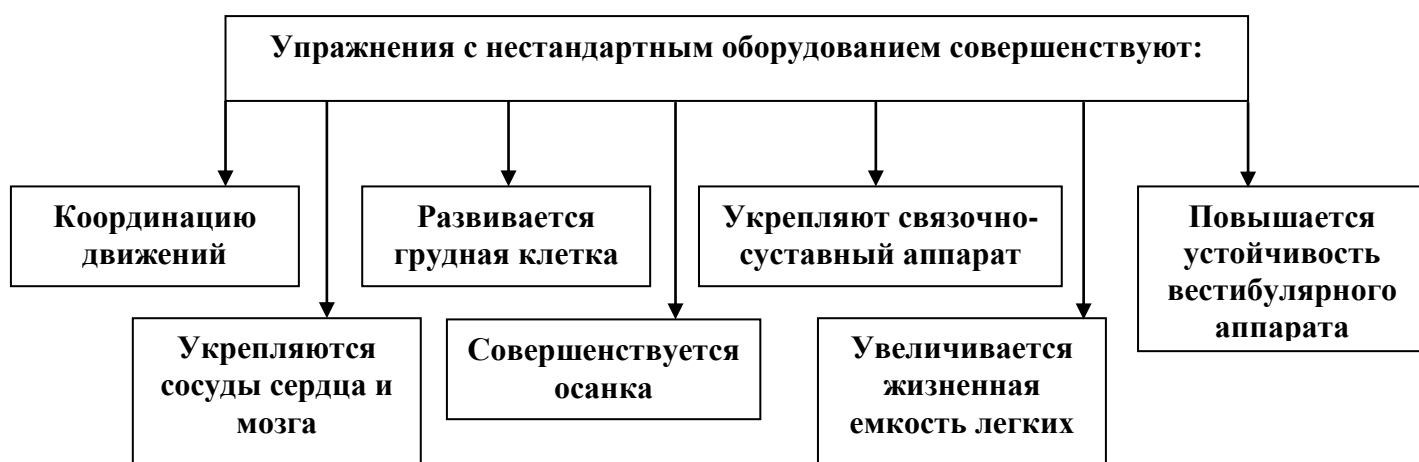 Упражнения с нестандартным оборудованием совершенствуют:
Координацию
движений
Развивается
грудная клетка
Укрепляют связочно-
суставный аппарат
Повышается
устойчивость
вестибулярного
аппарата
Укрепляются
сосуды сердца и
мозга
Совершенствуется
осанка
Увеличивается
жизненная
емкость легких